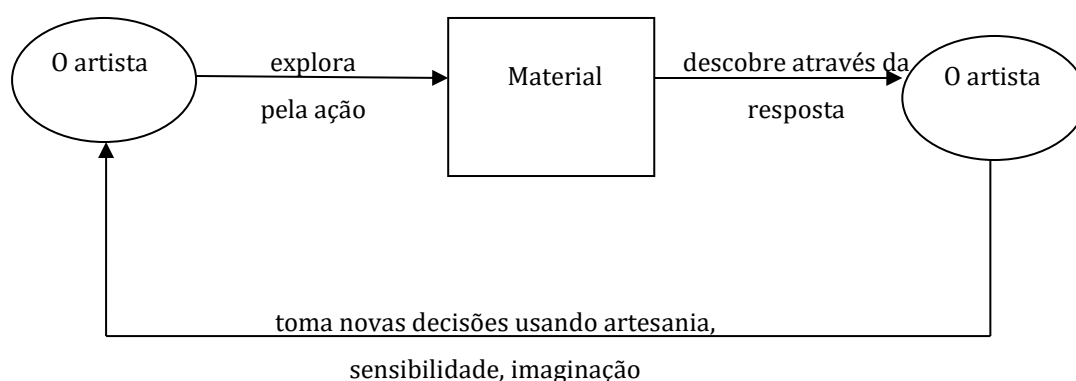 O artista
explora
pela ação
Material
descobre através da
resposta
O artista
toma novas decisões usando artesania,
sensibilidade, imaginação